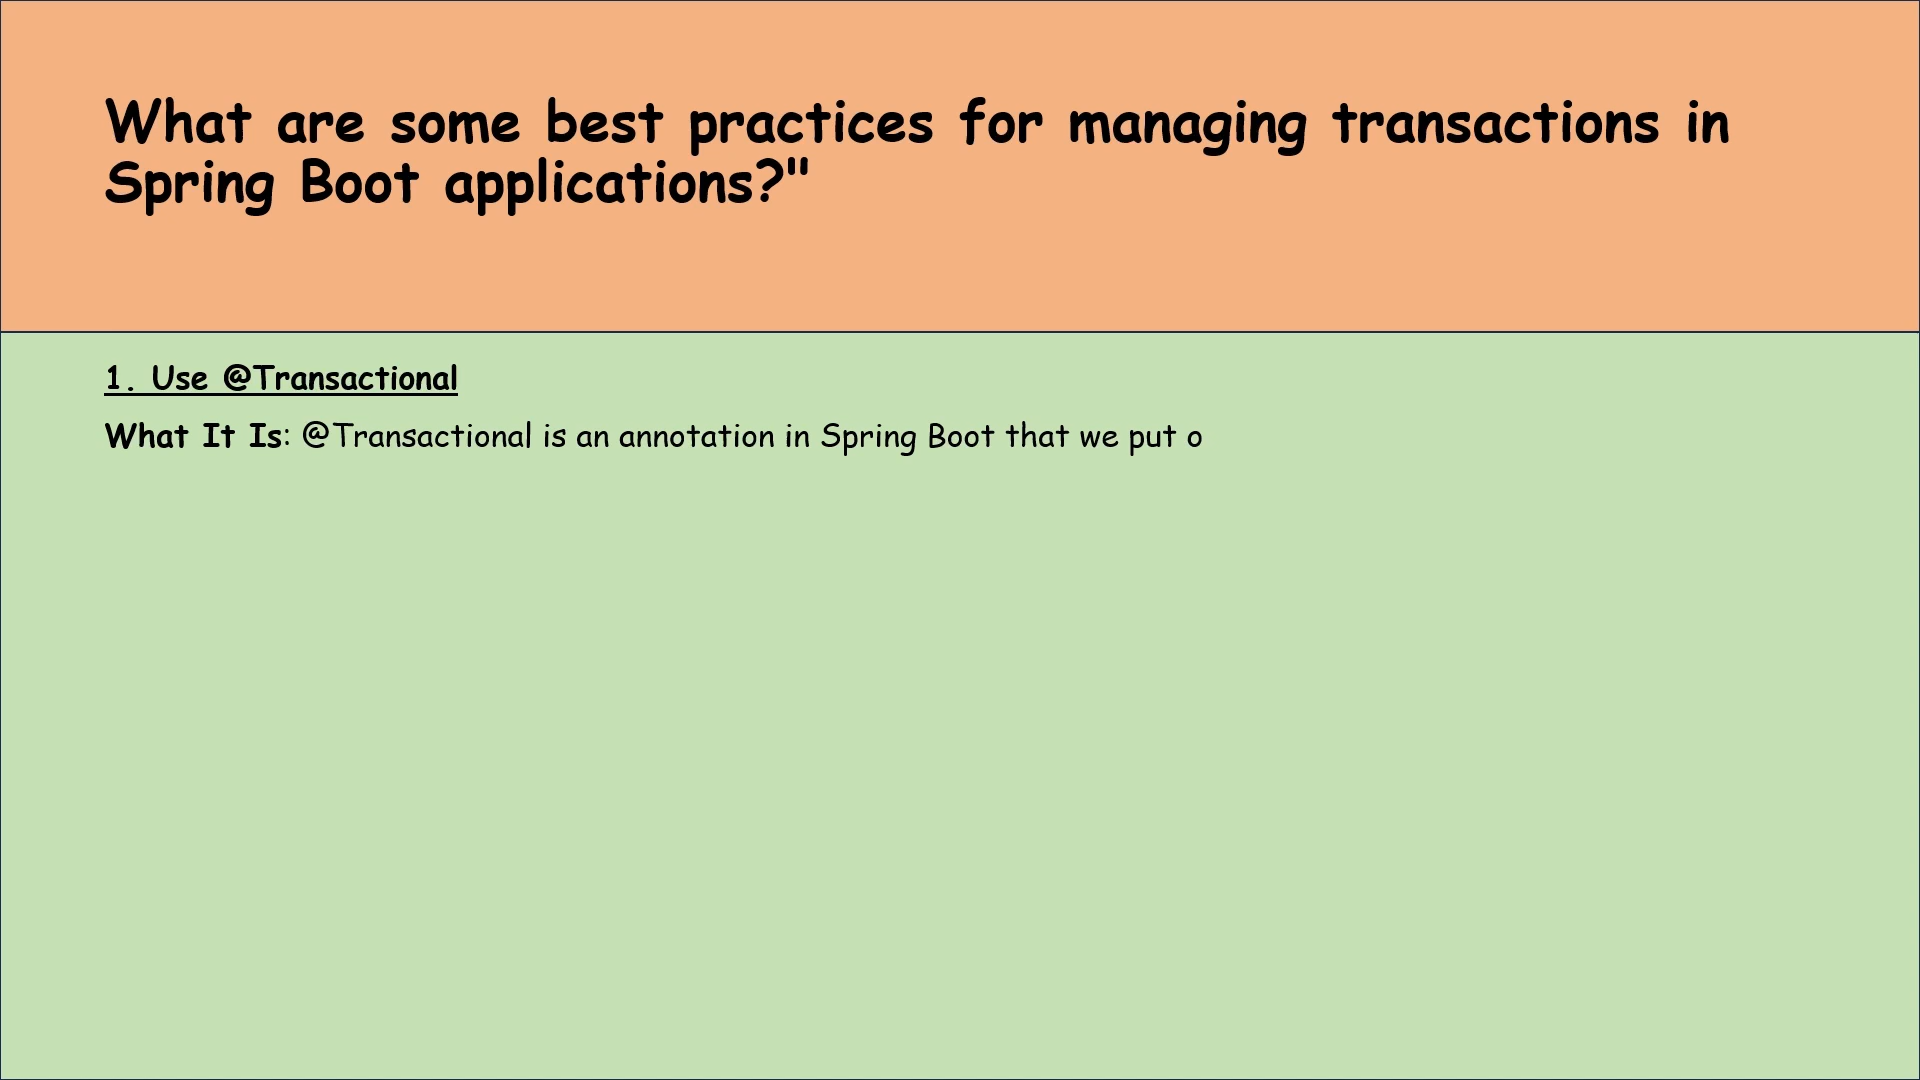 What are some best practices for managing transactions in
Spring Boot applications?"
1. Use @Transactional
What It Is: @Transactional is an annotation in Spring Boot that we put o